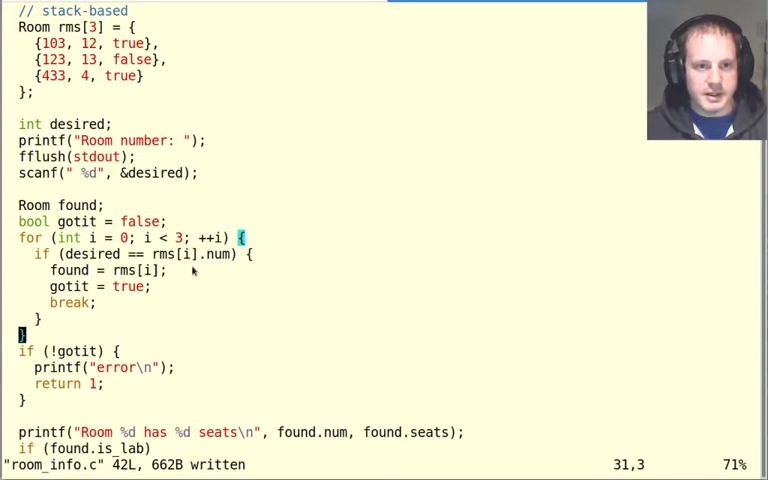 // stack-based
Room rms[3] = {
  {103, 12, true},
  {123, 13, false},
  {433, 4, true}
};

int desired;
printf("Room number: ");
fflush(stdout);
scanf(" %d", &desired);

Room found;
bool gotit = false;
for (int i = 0; i < 3; ++i) {
  if (desired == rms[i].num) {
    found = rms[i];
    gotit = true;
    break;
  }
}
if (!gotit) {
  printf("error\n");
  return 1;
}

printf("Room %d has %d seats\n", found.num, found.seats);
if (found.is_lab)
"room_info.c" 42L, 662B written 31,3 71%